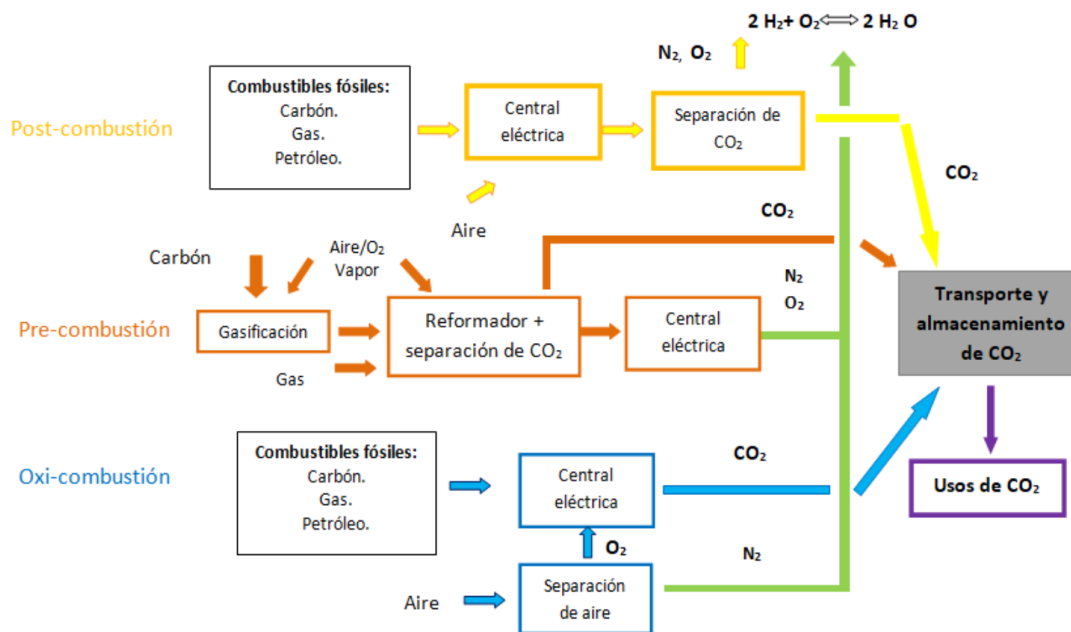 2 H₂+ O₂⇔ 2 H₂ O
N₂, O₂
Post-combustión
Combustibles fósiles:
Carbón.
Gas.
Petróleo.
Central
eléctrica
Separación de
CO₂
CO₂
Aire
CO₂
Carbón
Aire/O₂
Vapor
N₂
O₂
Pre-combustión
Gasificación
Reformador +
separación de CO₂
Central
eléctrica
Gas
Transporte y
almacenamiento
de CO₂
Oxi-combustión
Combustibles fósiles:
Carbón.
Gas.
Petróleo.
Central
eléctrica
CO₂
Usos de CO₂
O₂
N₂
Aire
Separación
de aire